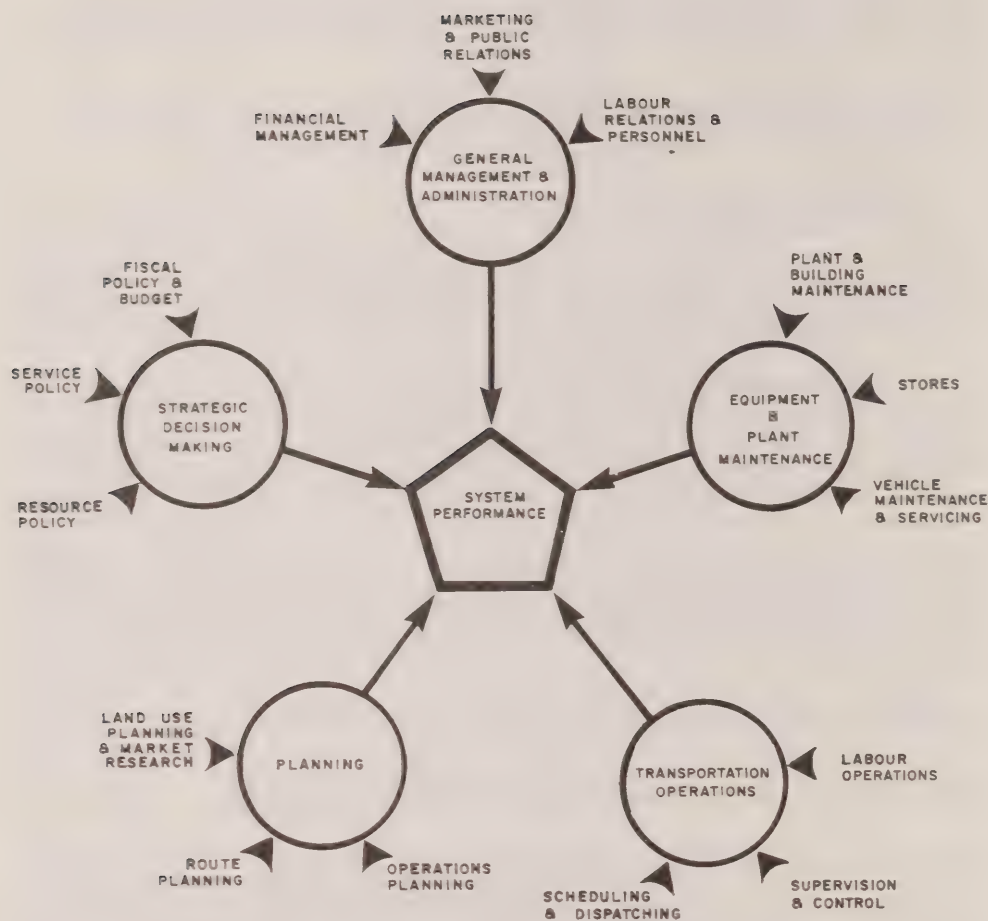 MARKETING
& PUBLIC
RELATIONS
FINANCIAL
MANAGEMENT
LABOUR
RELATIONS &
PERSONNEL
GENERAL
MANAGEMENT &
ADMINISTRATION
FISCAL
POLICY &
BUDGET
SERVICE
POLICY
RESOURCE
POLICY
STRATEGIC
DECISION
MAKING
PLANT &
BUILDING
MAINTENANCE
STORES
VEHICLE
MAINTENANCE
& SERVICING
EQUIPMENT
&
PLANT
MAINTENANCE
SYSTEM
PERFORMANCE
LAND USE
PLANNING
& MARKET
RESEARCH
PLANNING
ROUTE
PLANNING
OPERATIONS
PLANNING
TRANSPORTATION
OPERATIONS
LABOUR
OPERATIONS
SCHEDULING
& DISPATCHING
SUPERVISION
& CONTROL